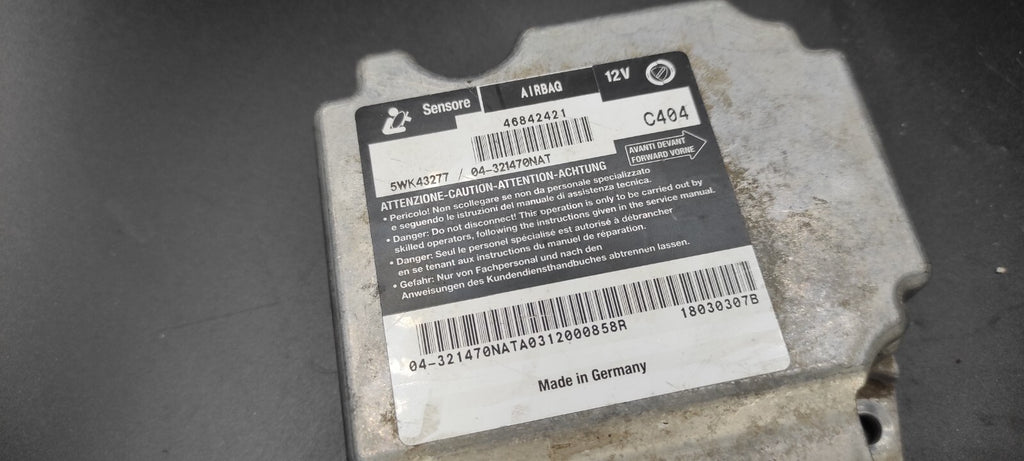 Sensore AIRBAG 12V
46842421
C404
5WK43277 / 04-321470NAT
AVANTI DEVANT
FORWARD VORNE
ATTENZIONE-CAUTION-ATTENTION-ACHTUNG
• Pericolo! Non scollegare se non da personale specializzato
e seguendo le istruzioni del manuale di assistenza tecnica.
• Danger: Do not disconnect! This operation is only to be carried out by
skilled operators, following the instructions given in the service manual.
• Danger: Seul le personel spécialisé est autorisé à débrancher
en se tenant aux instructions du manuel de réparation.
• Gefahr: Nur von Fachpersonal und nach den
Anweisungen des Kundendiensthandbuches abtrennen lassen.
04-321470NATA0312000858R 18030307B
Made in Germany